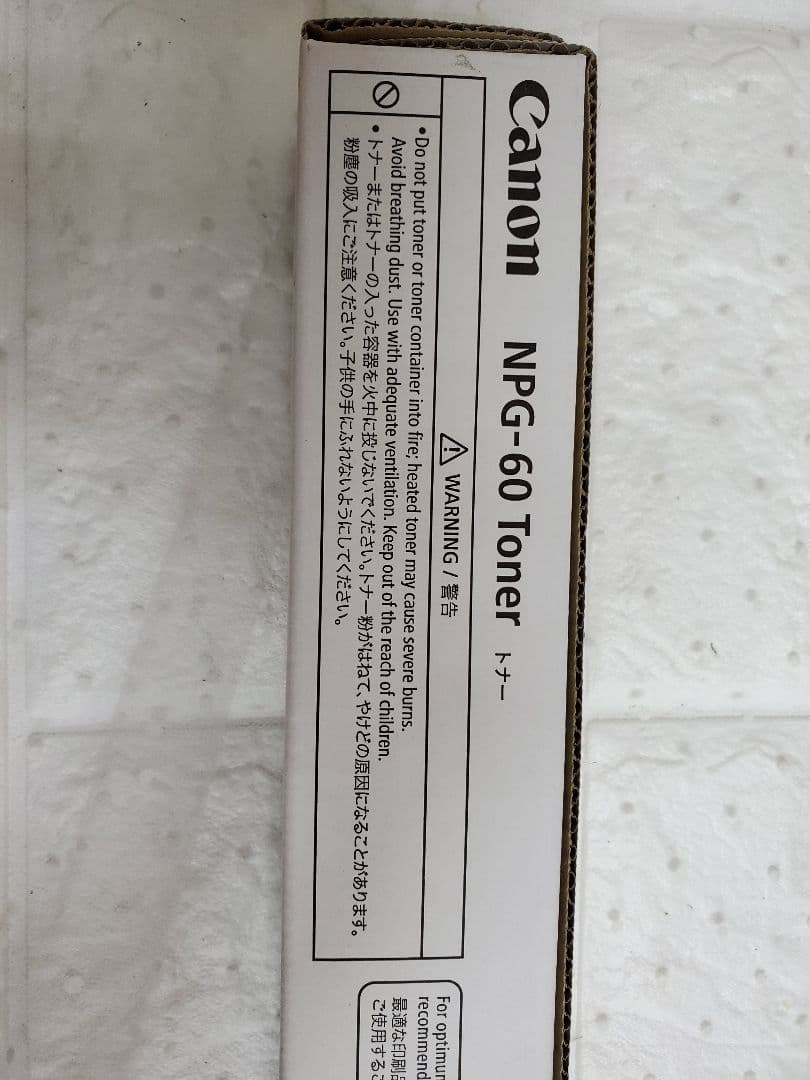 Canon NPG-60 Toner トナー
WARNING / 警告
•Do not put toner or toner container into fire; heated toner may cause severe burns.
Avoid breathing dust. Use with adequate ventilation. Keep out of the reach of children.
•トナーまたはトナーの入った容器を火中に投じないでください。トナー粉がはねて、やけどの原因になることがあります。
粉塵の吸入にご注意ください。子供の手にふれないようにしてください。
For
recommend
最適な印刷
ご使用する